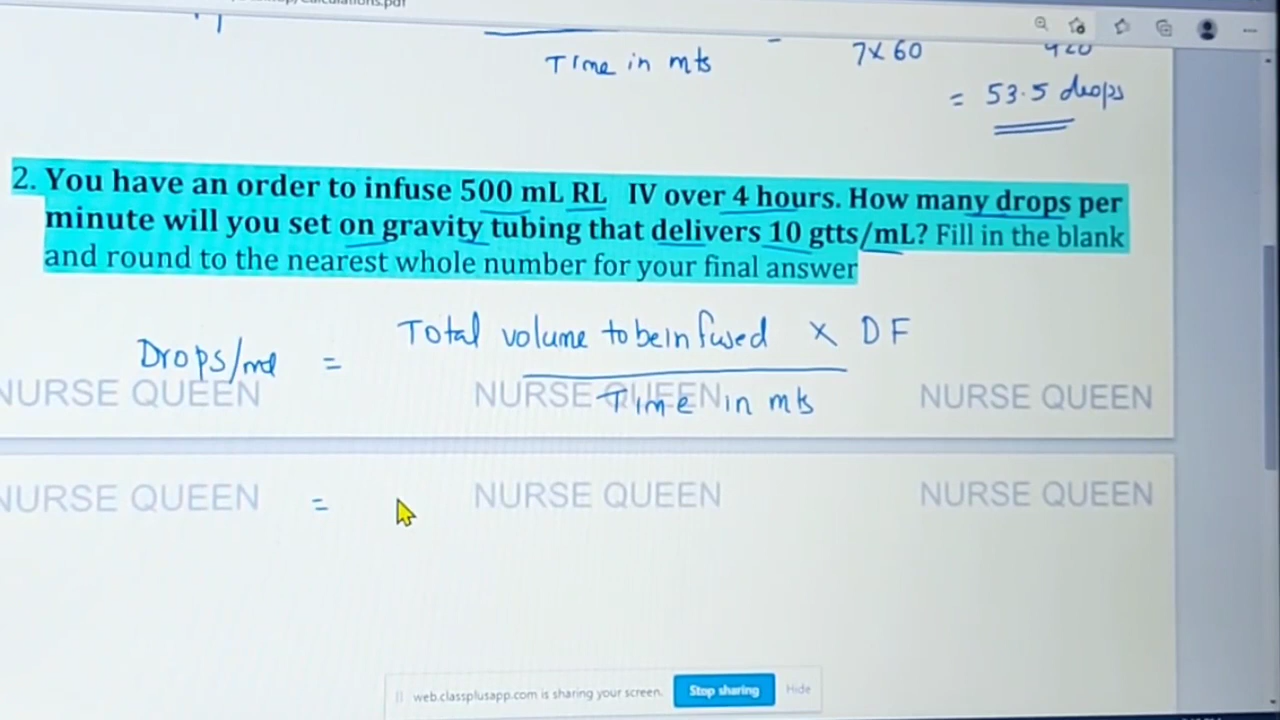 Time in mts
=
7 x 60
420
= 53.5 drops
2. You have an order to infuse 500 mL RL IV over 4 hours. How many drops per
minute will you set on gravity tubing that delivers 10 gtts/mL? Fill in the blank
and round to the nearest whole number for your final answer
Total volume to be infused x DF
Drops/md =
Time in mts
NURSE QUEEN NURSE QUEEN NURSE QUEEN
NURSE QUEEN = NURSE QUEEN NURSE QUEEN
web.classplusapp.com is sharing your screen. Stop sharing Hide